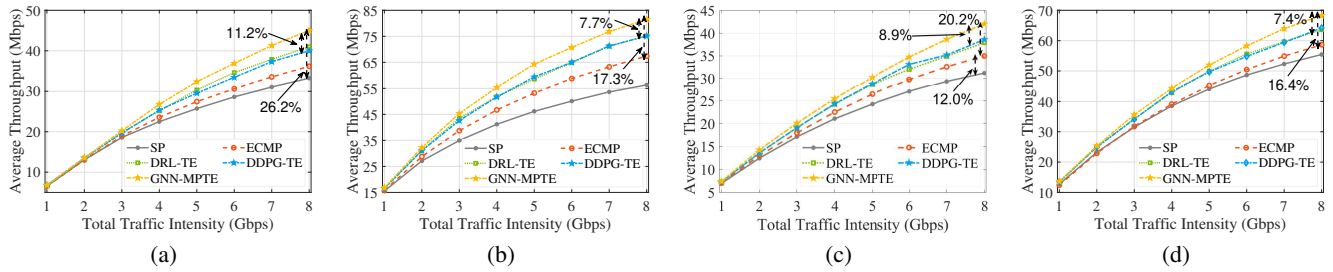 Average Throughput (Mbps)
50
40
30
20
10
11.2%
26.2%
SP
ECMP
DRL-TE
DDPG-TE
GNN-MPTE
1 2 3 4 5 6 7 8
Total Traffic Intensity (Gbps)
(a)
Average Throughput (Mbps)
85
75
65
55
45
35
25
15
7.7%
17.3%
SP
ECMP
DRL-TE
DDPG-TE
GNN-MPTE
1 2 3 4 5 6 7 8
Total Traffic Intensity (Gbps)
(b)
Average Throughput (Mbps)
45
40
35
30
25
20
15
10
5
20.2%
8.9%
12.0%
SP
ECMP
DRL-TE
DDPG-TE
GNN-MPTE
1 2 3 4 5 6 7 8
Total Traffic Intensity (Gbps)
(c)
Average Throughput (Mbps)
70
60
50
40
30
20
10
7.4%
16.4%
SP
ECMP
DRL-TE
DDPG-TE
GNN-MPTE
1 2 3 4 5 6 7 8
Total Traffic Intensity (Gbps)
(d)